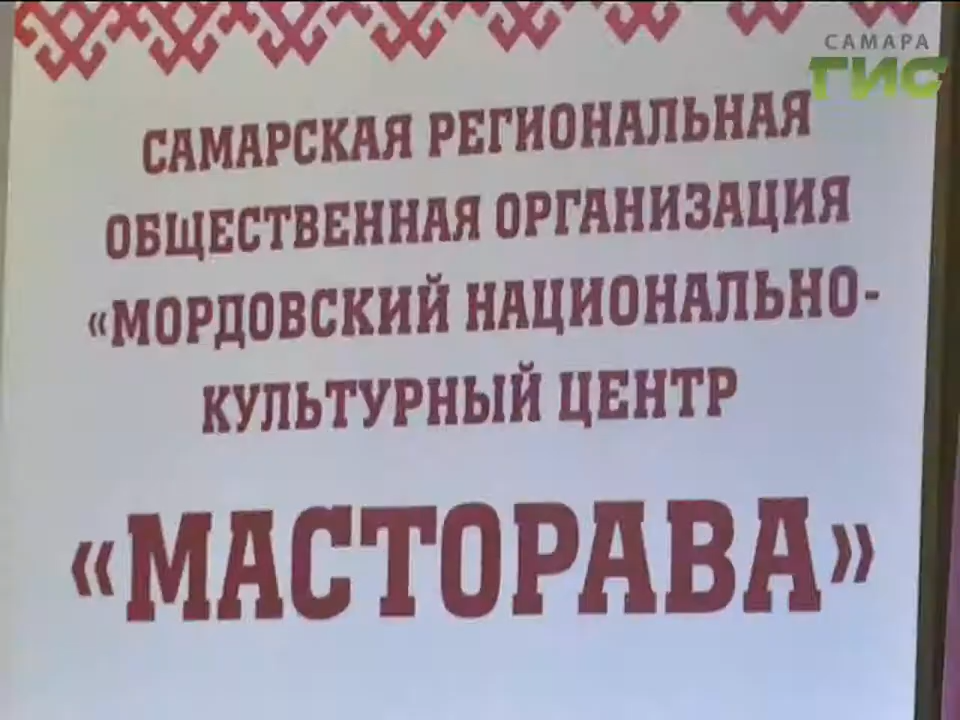 САМАРА
ГИС
САМАРСКАЯ РЕГИОНАЛЬНАЯ
ОБЩЕСТВЕННАЯ ОРГАНИЗАЦИЯ
«МОРДОВСКИЙ НАЦИОНАЛЬНО-
КУЛЬТУРНЫЙ ЦЕНТР
«МАСТОРАВА»